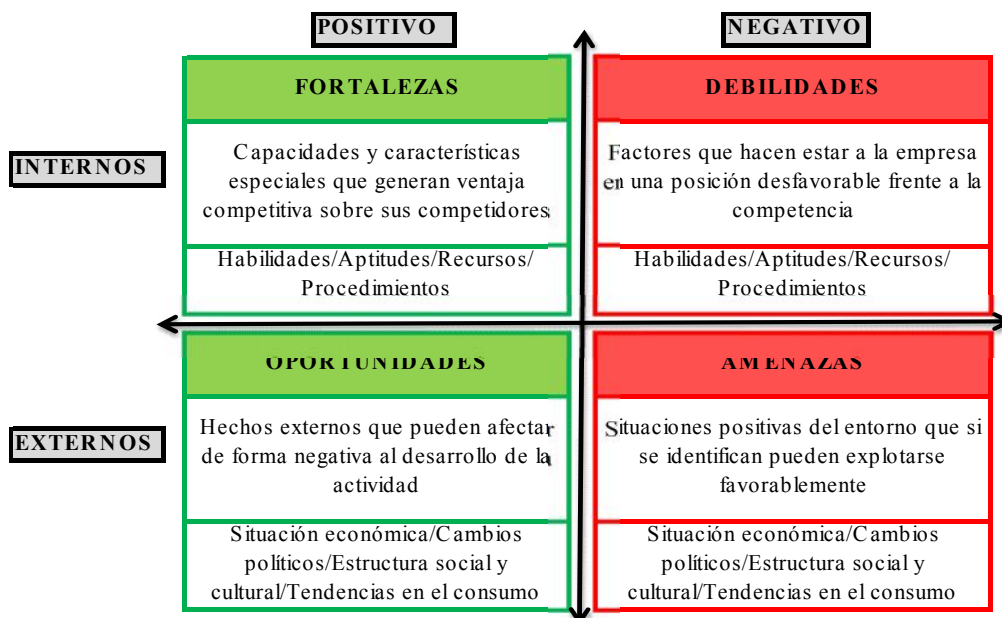 POSITIVO
NEGATIVO
INTERNOS
FORTALEZAS
Capacidades y características
especiales que generan ventaja
competitiva sobre sus competidores
Habilidades/Aptitudes/Recursos/
Procedimientos
DEBILIDADES
Factores que hacen estar a la empresa
en una posición desfavorable frente a la
competencia
Habilidades/Aptitudes/Recursos/
Procedimientos
EXTERNOS
OPORTUNIDADES
Hechos externos que pueden afectar
de forma negativa al desarrollo de la
actividad
Situación económica/Cambios
políticos/Estructura social y
cultural/Tendencias en el consumo
AMENAZAS
Situaciones positivas del entorno que si
se identifican pueden explotarse
favorablemente
Situación económica/Cambios
políticos/Estructura social y
cultural/Tendencias en el consumo